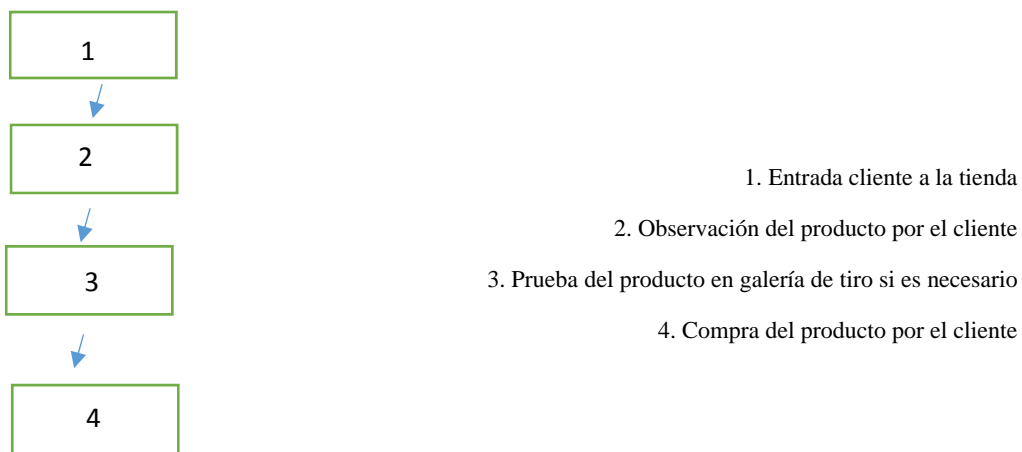 1
2
3
4
1. Entrada cliente a la tienda
2. Observación del producto por el cliente
3. Prueba del producto en galería de tiro si es necesario
4. Compra del producto por el cliente